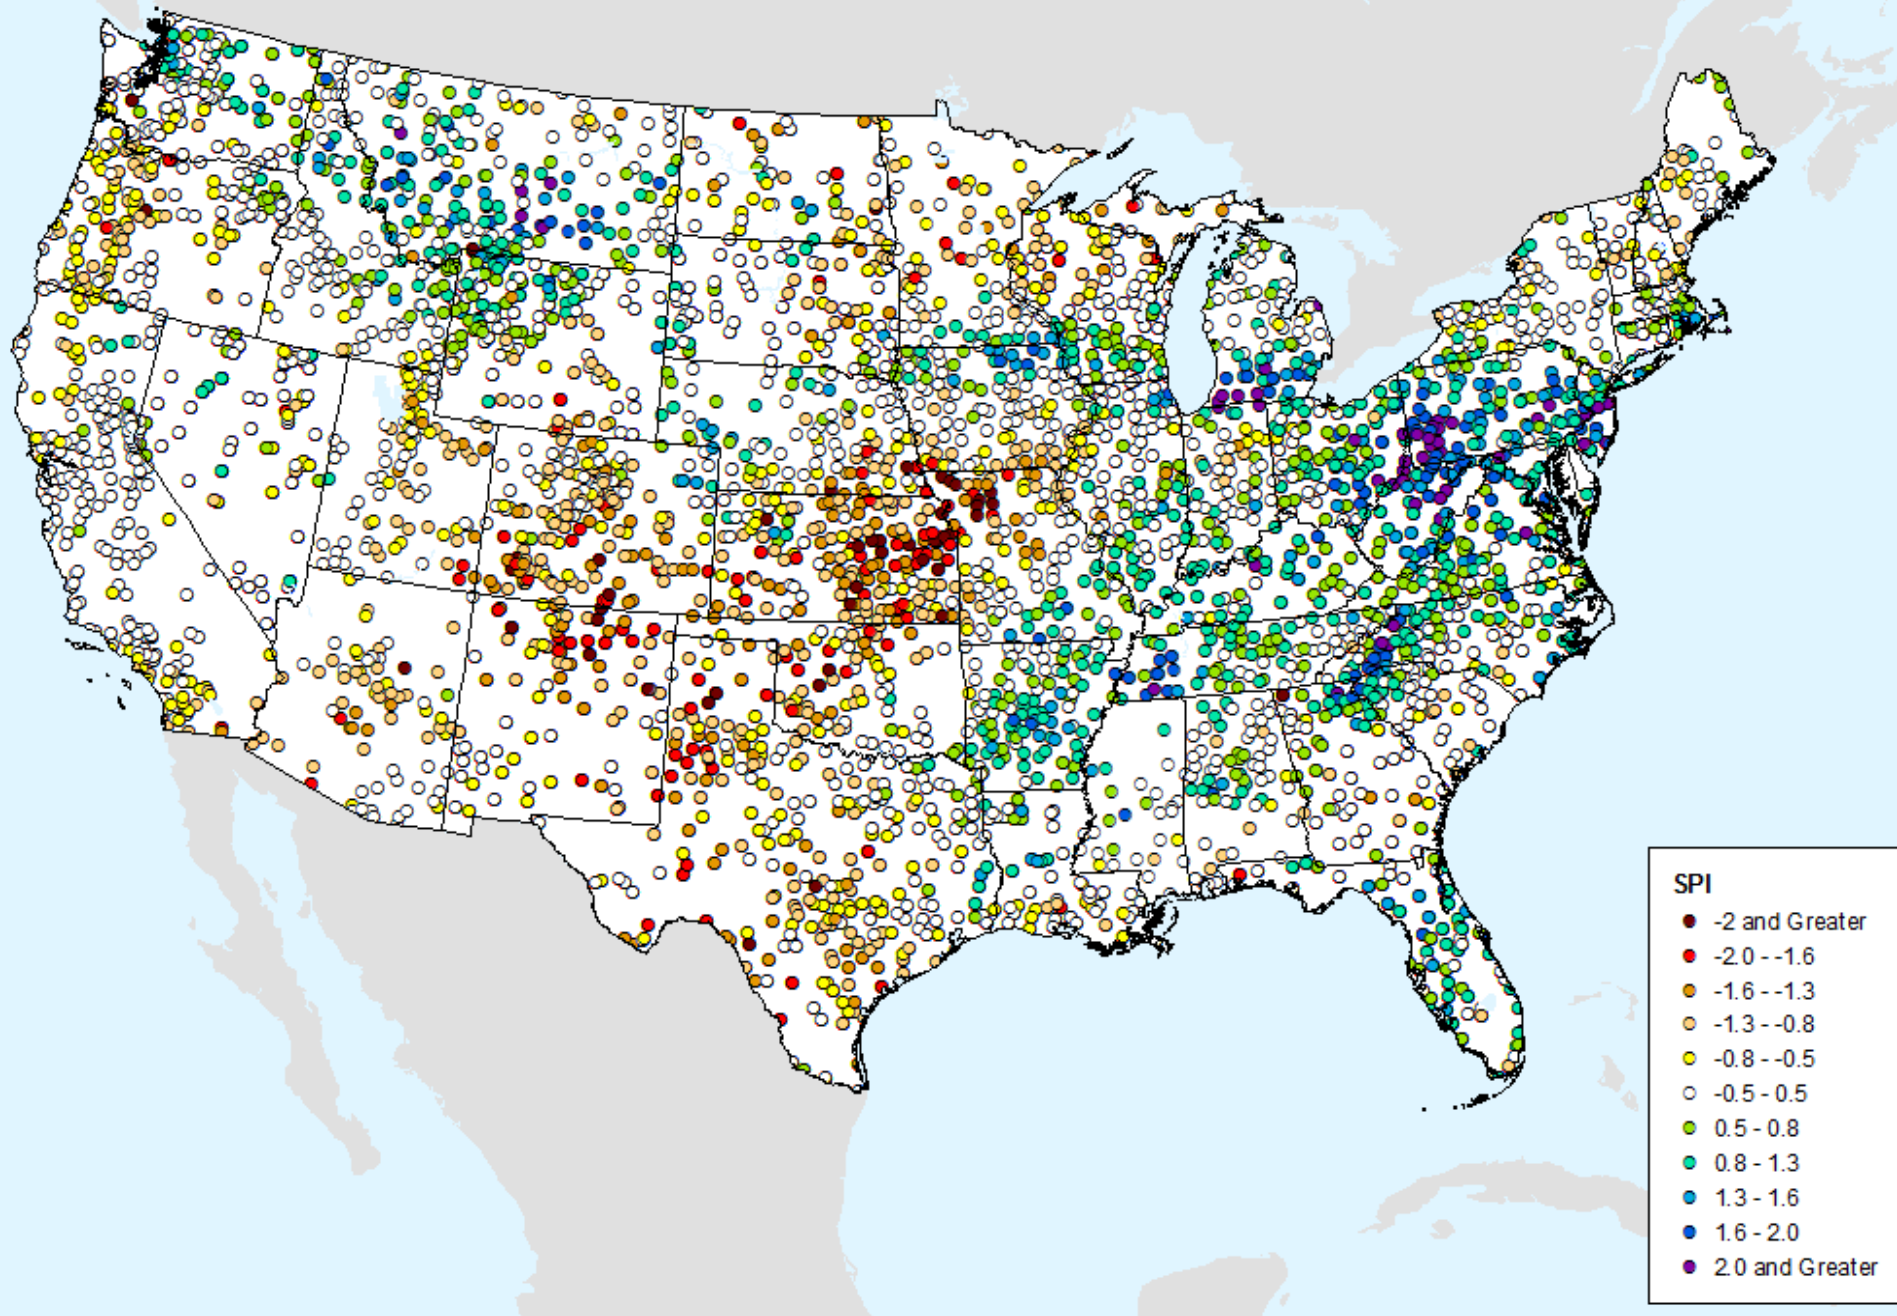 SPI
-2 and Greater
-2.0 - -1.6
-1.6 - -1.3
-1.3 - -0.8
-0.8 - -0.5
-0.5 - 0.5
0.5 - 0.8
0.8 - 1.3
1.3 - 1.6
1.6 - 2.0
2.0 and Greater